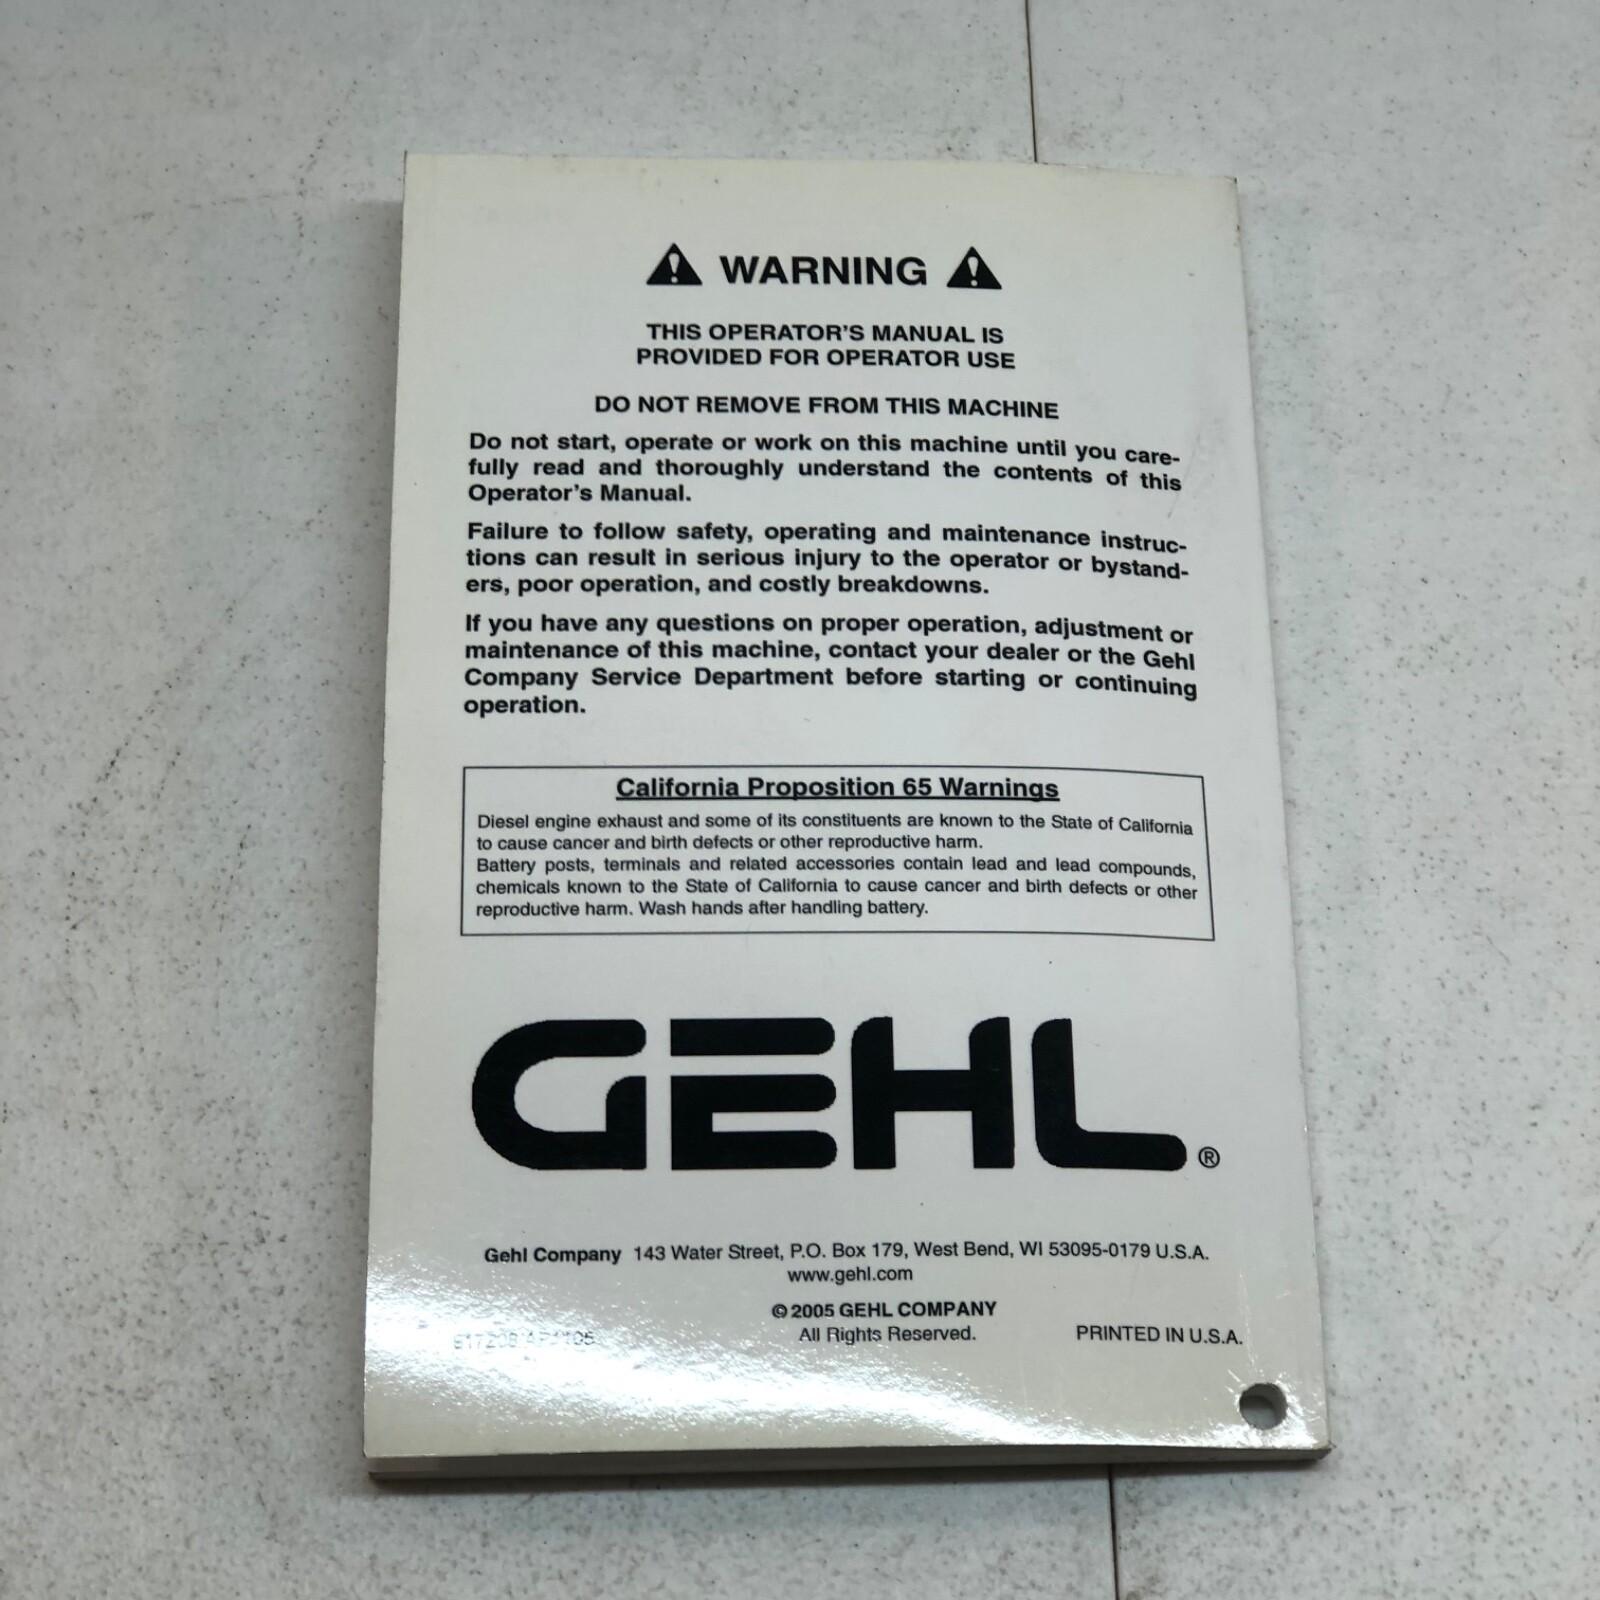 WARNING
THIS OPERATOR'S MANUAL IS
PROVIDED FOR OPERATOR USE
DO NOT REMOVE FROM THIS MACHINE
Do not start, operate or work on this machine until you care-
fully read and thoroughly understand the contents of this
Operator's Manual.
Failure to follow safety, operating and maintenance instruc-
tions can result in serious injury to the operator or bystand-
ers, poor operation, and costly breakdowns.
If you have any questions on proper operation, adjustment or
maintenance of this machine, contact your dealer or the Gehl
Company Service Department before starting or continuing
operation.
California Proposition 65 Warnings
Diesel engine exhaust and some of its constituents are known to the State of California
to cause cancer and birth defects or other reproductive harm.
Battery posts, terminals and related accessories contain lead and lead compounds,
chemicals known to the State of California to cause cancer and birth defects or other
reproductive harm. Wash hands after handling battery.
GEHL®
Gehl Company 143 Water Street, P.O. Box 179, West Bend, WI 53095-0179 U.S.A.
www.gehl.com
© 2005 GEHL COMPANY
All Rights Reserved. PRINTED IN U.S.A.